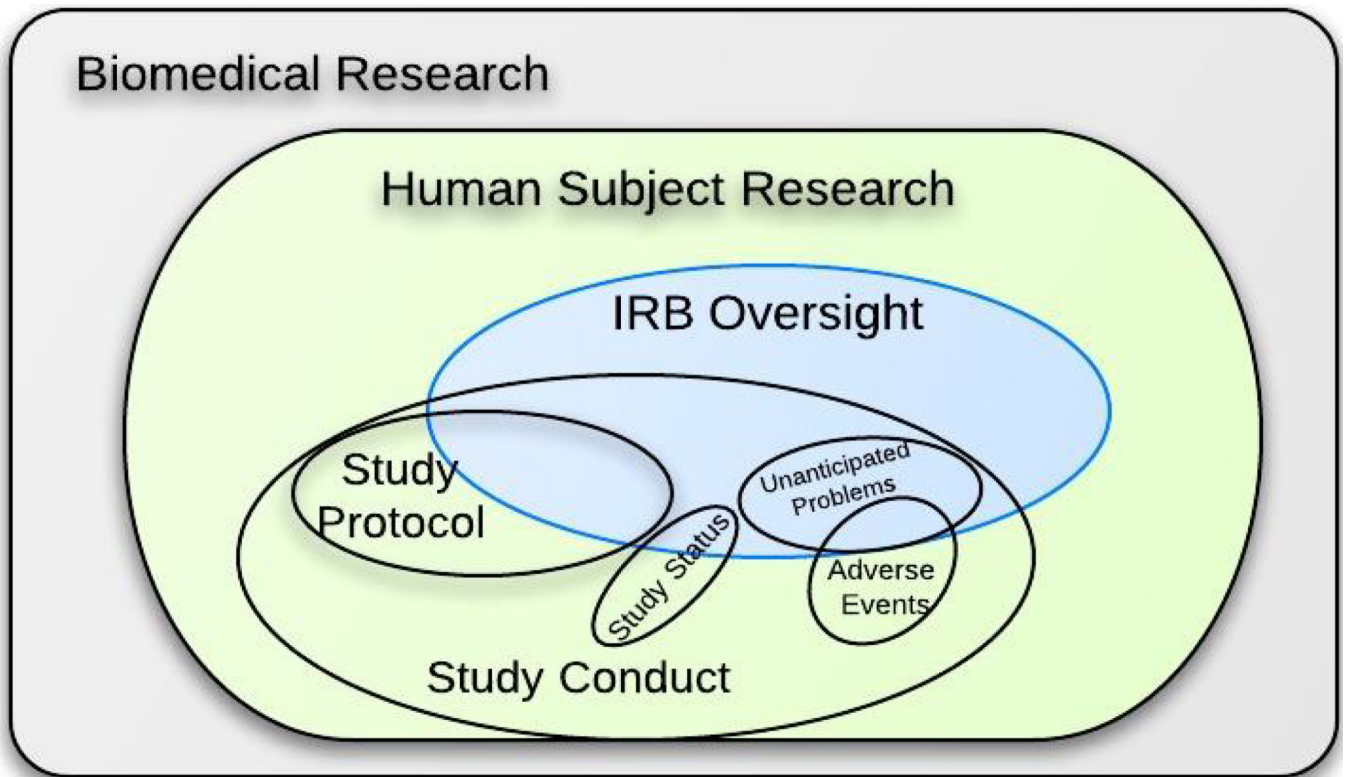 Biomedical Research
Human Subject Research
IRB Oversight
Study
Protocol
Unanticipated
Problems
Study Status
Adverse
Events
Study Conduct